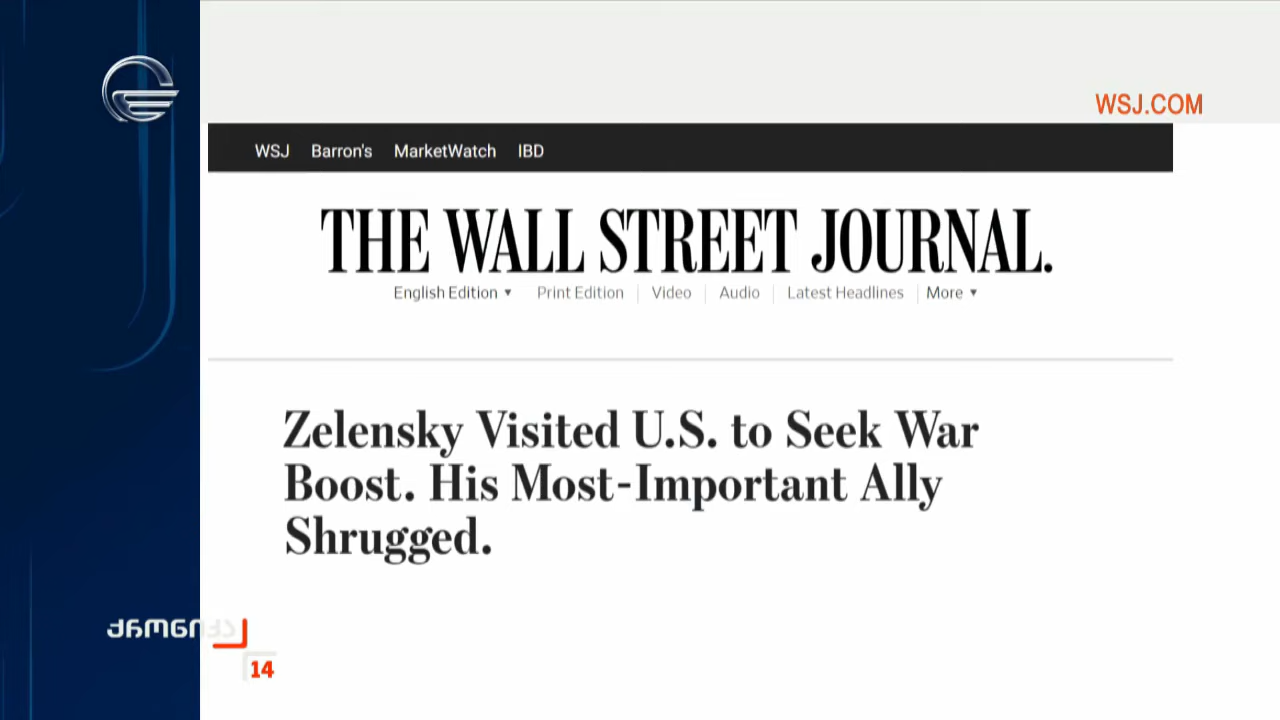 WSJ.COM
WSJ Barron's MarketWatch IBD
THE WALL STREET JOURNAL.
English Edition ▼ Print Edition Video Audio Latest Headlines More ▼
Zelensky Visited U.S. to Seek War
Boost. His Most-Important Ally
Shrugged.
ქრონიკა
14